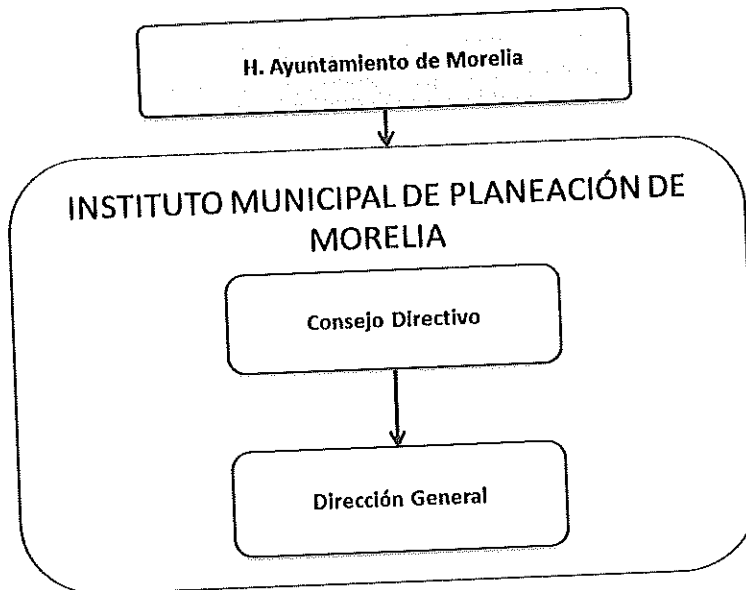 H. Ayuntamiento de Morelia
INSTITUTO MUNICIPAL DE PLANEACIÓN DE
MORELIA
Consejo Directivo
Dirección General